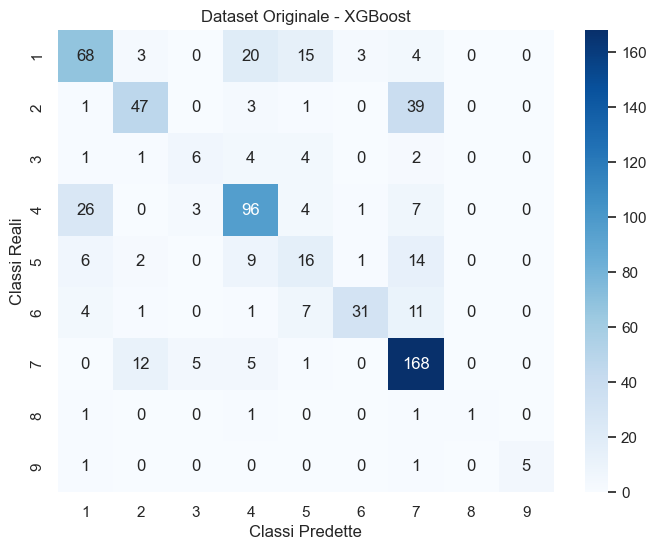 Dataset Originale - XGBoost
1 68 3 0 20 15 3 4 0 0
2 1 47 0 3 1 0 39 0 0
3 1 1 6 4 4 0 2 0 0
4 26 0 3 96 4 1 7 0 0
5 6 2 0 9 16 1 14 0 0
6 4 1 0 1 7 31 11 0 0
7 0 12 5 5 1 0 168 0 0
8 1 0 0 1 0 0 1 1 0
9 1 0 0 0 0 0 1 0 5
1 2 3 4 5 6 7 8 9
Classi Predette
Classi Reali
160
140
120
100
80
60
40
20
0